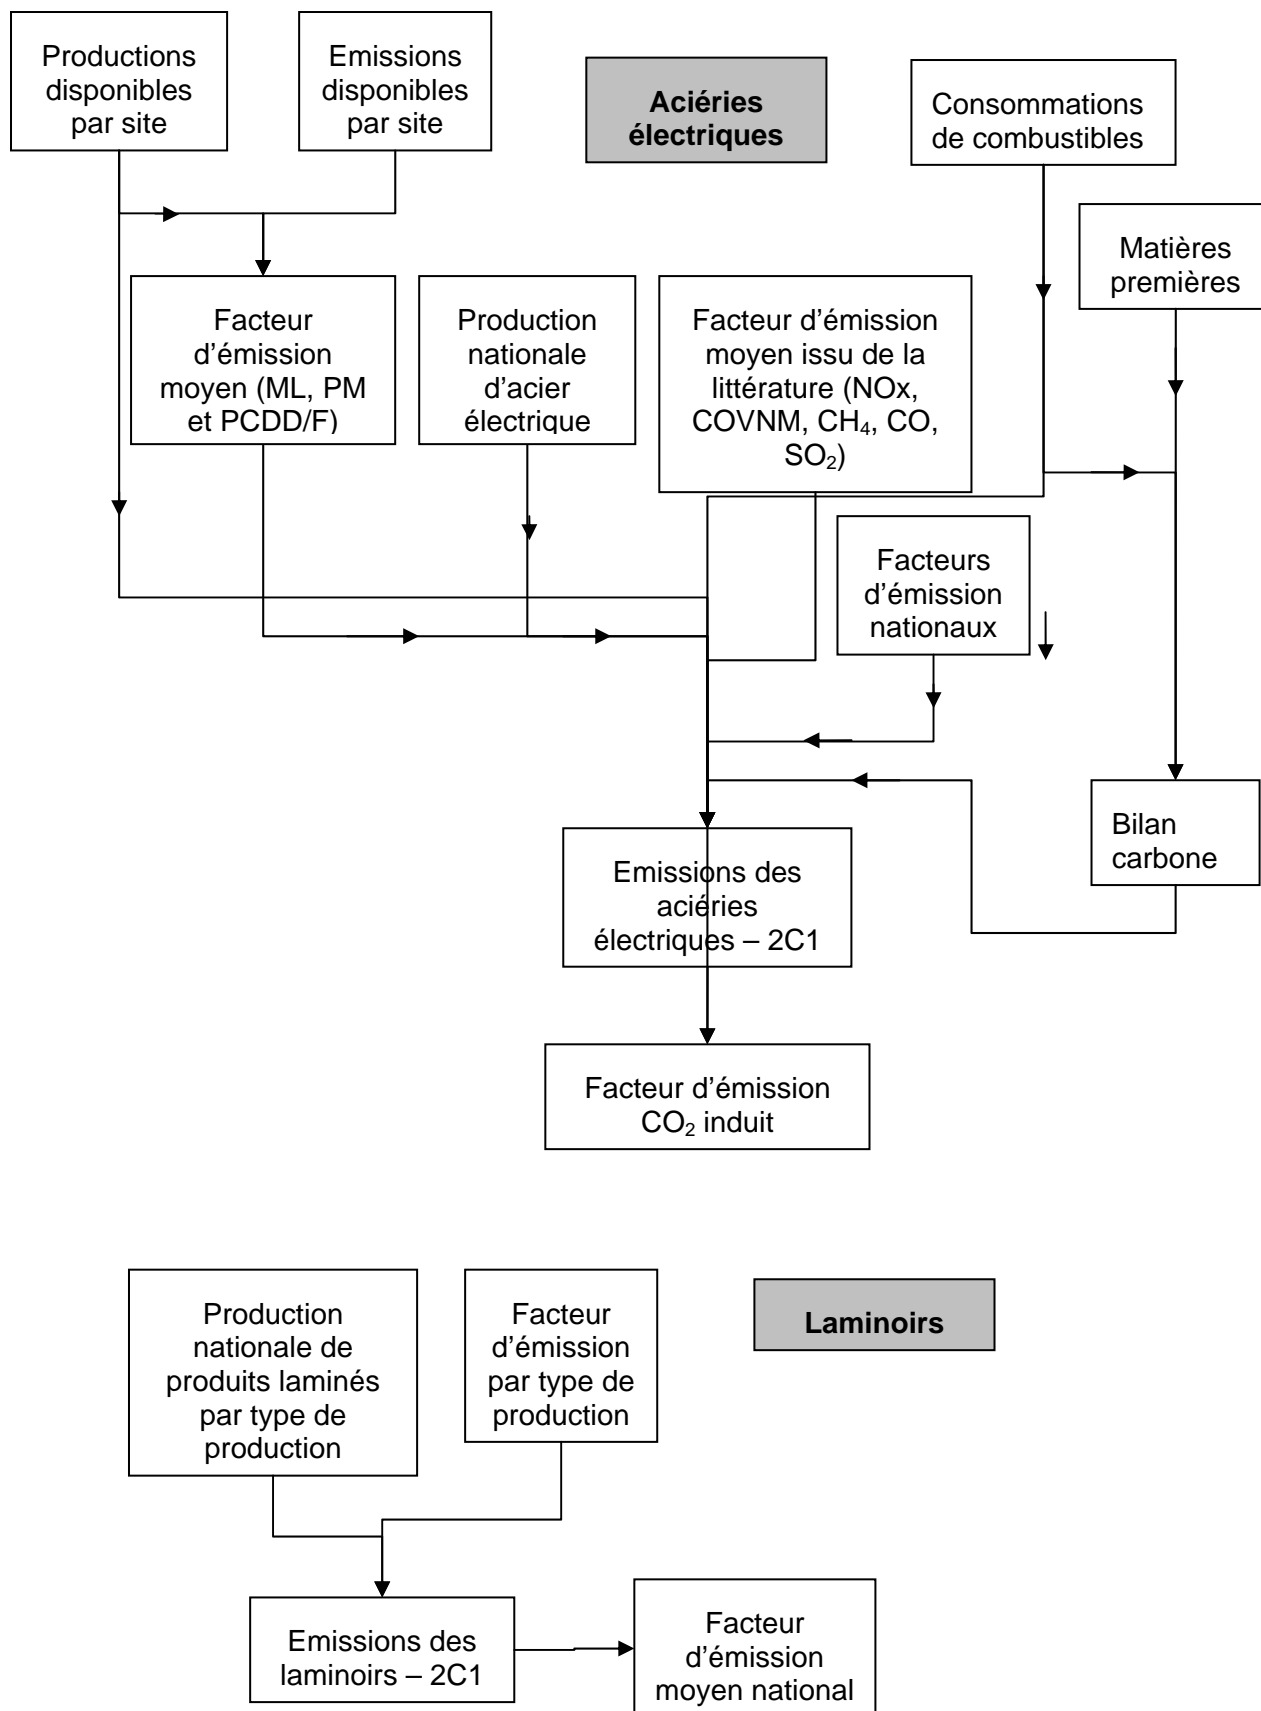 Productions
disponibles
par site
Emissions
disponibles
par site
Aciéries
électriques
Consommations
de combustibles
Matières
premières
Facteur
d’émission
moyen (ML, PM
et PCDD/F)
Production
nationale
d’acier
électrique
Facteur d’émission
moyen issu de la
littérature (NOx,
COVNM, CH₄, CO,
SO₂)
Facteurs
d’émission
nationaux
Bilan
carbone
Emissions des
aciéries
électriques – 2C1
Facteur d’émission
CO₂ induit
Production
nationale de
produits laminés
par type de
production
Facteur
d’émission
par type de
production
Laminoirs
Emissions des
laminoirs – 2C1
Facteur
d’émission
moyen national